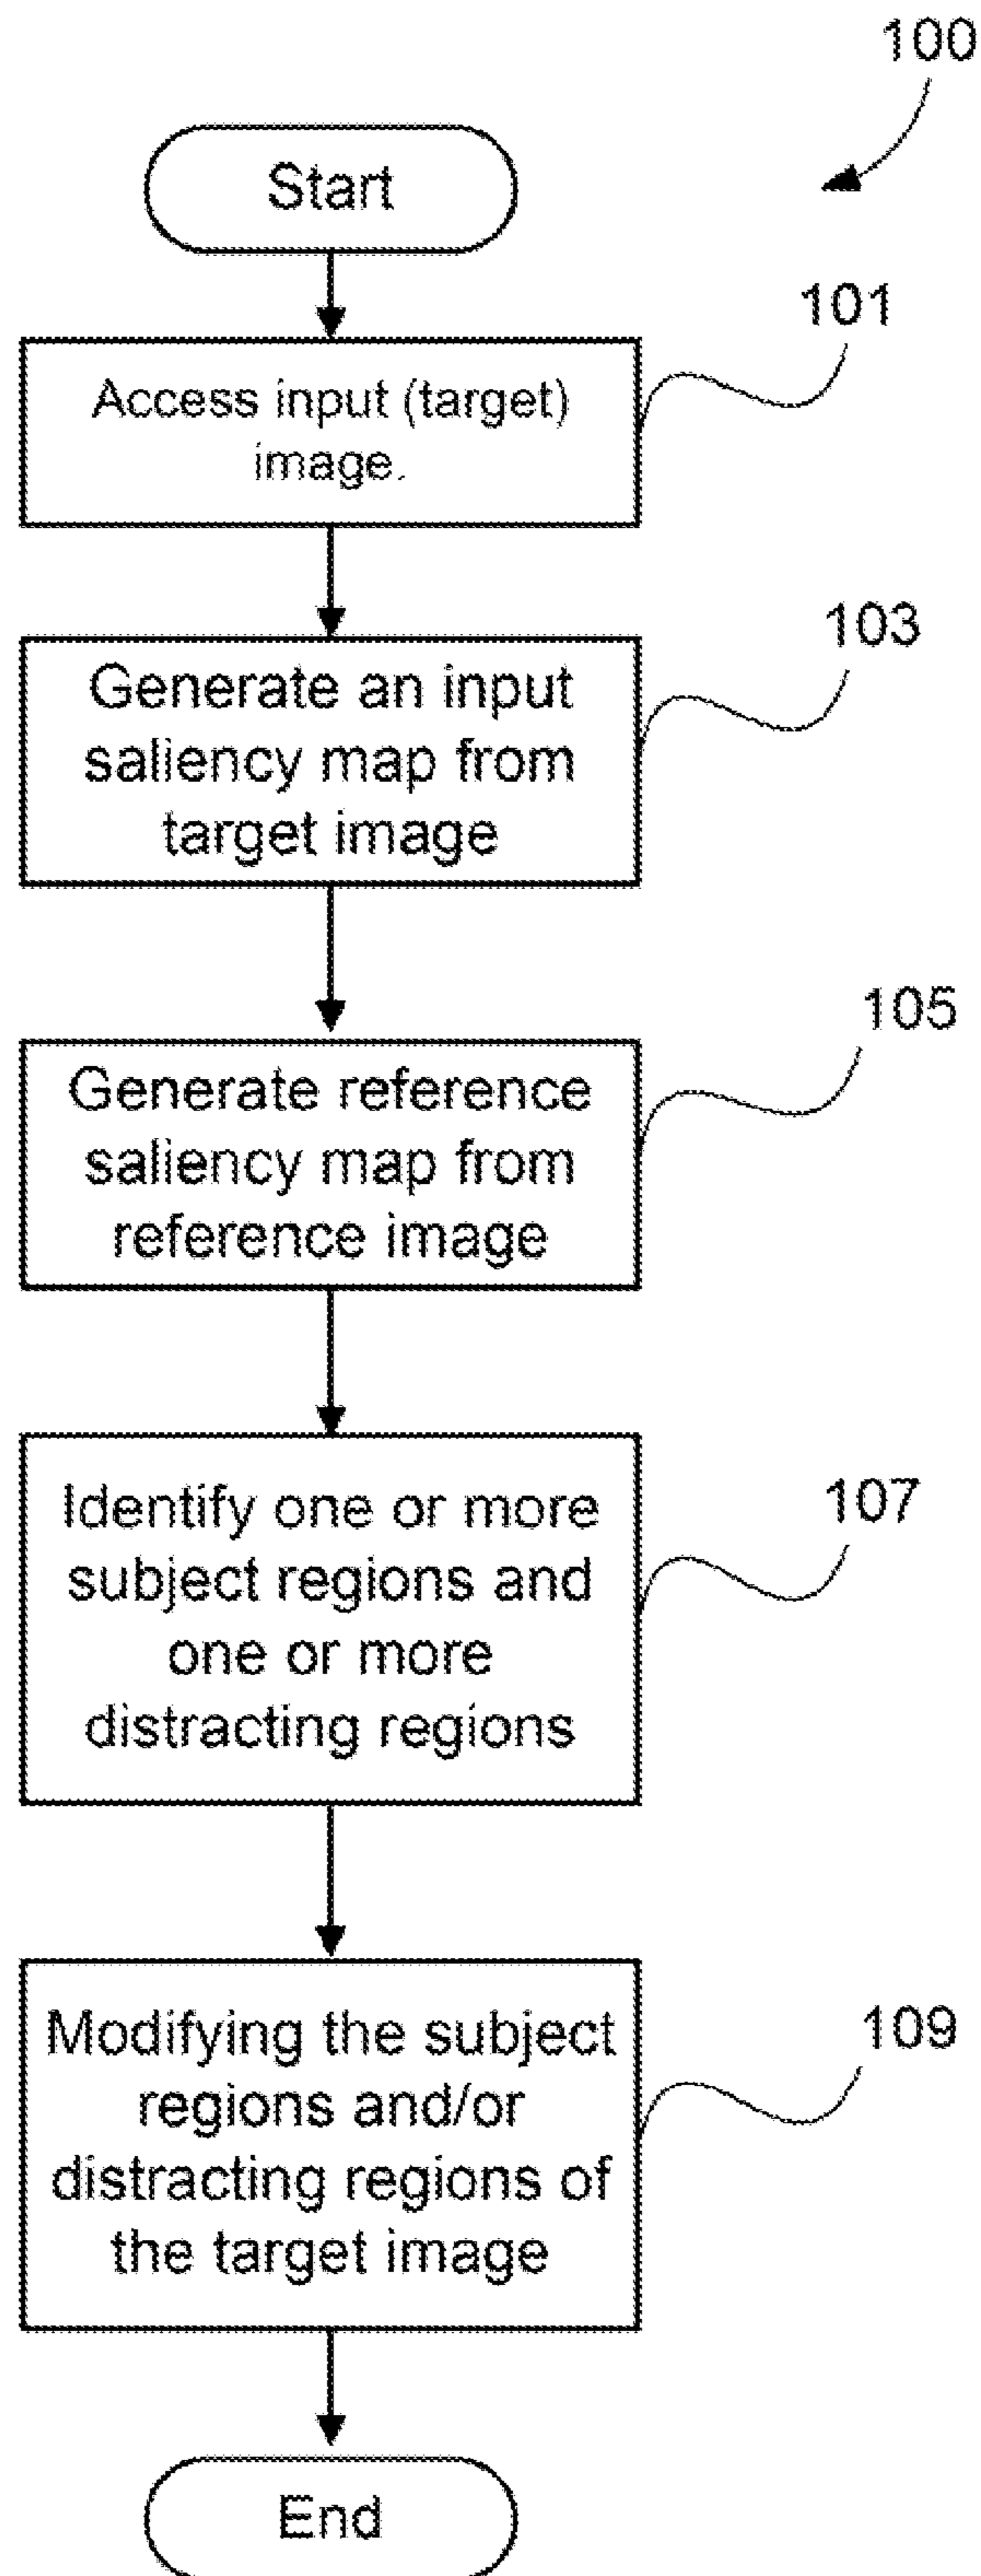 100
Start
101
Access input (target)
image.
103
Generate an input
saliency map from
target image
105
Generate reference
saliency map from
reference image
107
Identify one or more
subject regions and
one or more
distracting regions
109
Modifying the subject
regions and/or
distracting regions of
the target image
End